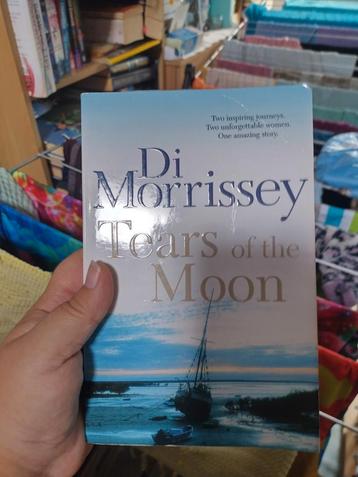 Two inspiring journeys.
Two unforgettable women.
One amazing story.
Di
Morrissey
Tears of the
Moon